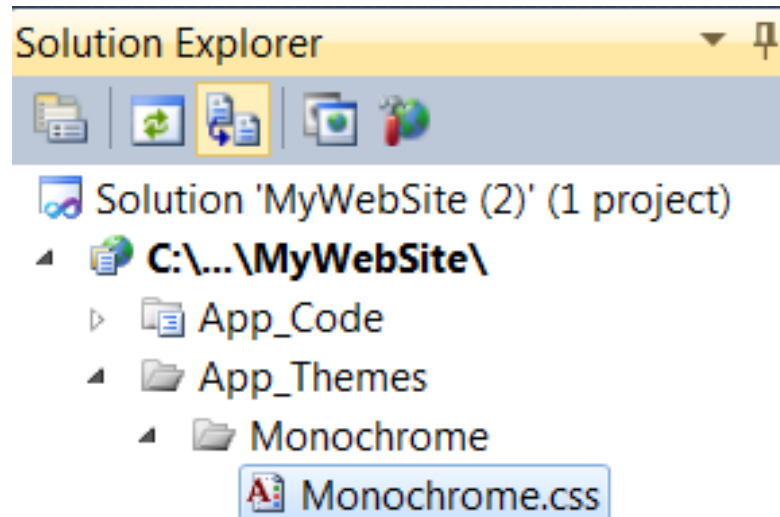 Solution Explorer
Solution 'MyWebSite (2)' (1 project)
C:\...\MyWebSite\
App_Code
App_Themes
Monochrome
Monochrome.css